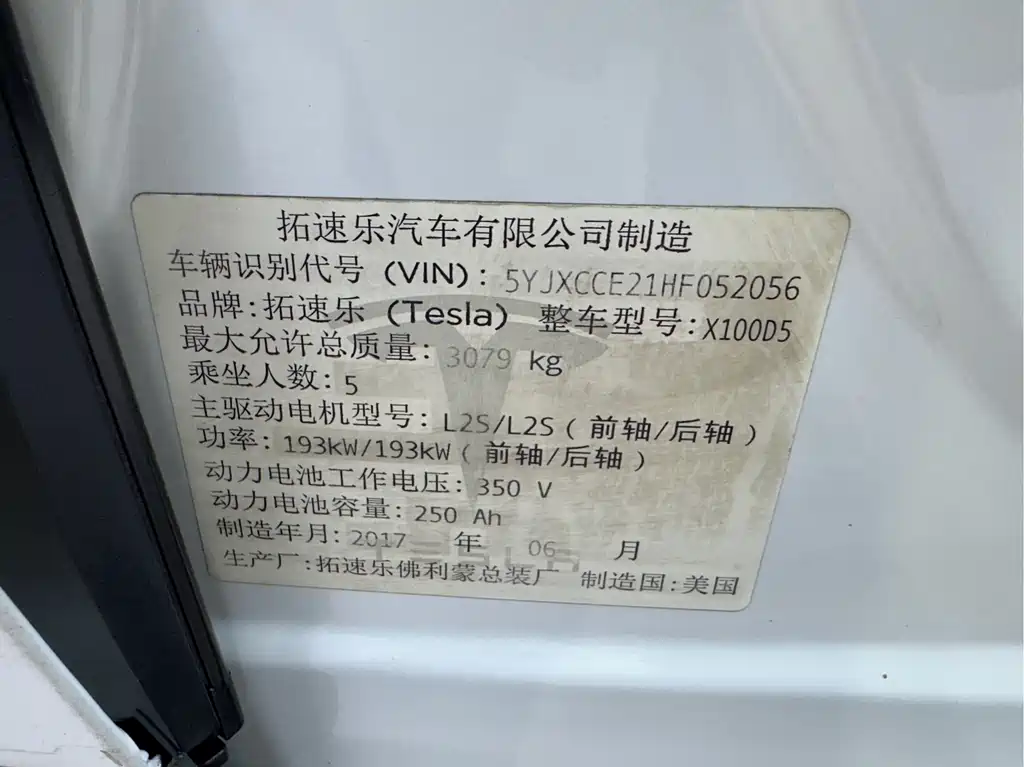 拓速乐汽车有限公司制造
车辆识别代号 (VIN): 5YJXCCE21HF052056
品牌:拓速乐 (Tesla) 整车型号:X100D5
最大允许总质量: 3079 kg
乘坐人数: 5
主驱动电机型号: L2S/L2S (前轴/后轴)
功率: 193kW/193kW (前轴/后轴)
动力电池工作电压: 350 V
动力电池容量: 250 Ah
制造年月: 2017 年 06 月
TESLA
生产厂:拓速乐佛利蒙总装厂 制造国:美国